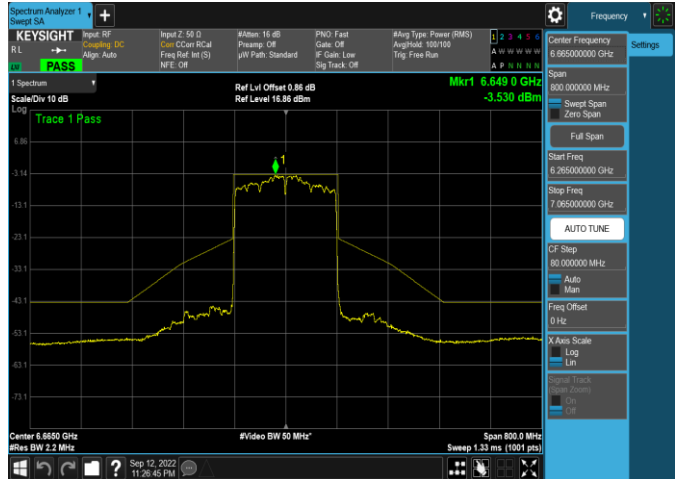 Spectrum Analyzer 1
Swept SA
Frequency
KEYSIGHT
RL
PASS
Input: RF
Coupling: DC
Align: Auto
Input Z: 50 Ω
Corr CCorr RCal
Freq Ref: Int (S)
NFE: Off
#Atten: 16 dB
Preamp: Off
µW Path: Standard
PNO: Fast
Gate: Off
IF Gain: Low
Sig Track: Off
#Avg Type: Power (RMS)
Avg|Hold: 100/100
Trig: Free Run
1 2 3 4 5 6
A W W W W W
A P N N N N
1 Spectrum
Scale/Div 10 dB
Log
Ref Lvl Offset 0.86 dB
Ref Level 16.86 dBm
Mkr1 6.649 0 GHz
-3.530 dBm
Trace 1 Pass
1
6.86
-3.14
-13.1
-23.1
-33.1
-43.1
-53.1
-63.1
-73.1
Center 6.6650 GHz
#Res BW 2.2 MHz
#Video BW 50 MHz*
Span 800.0 MHz
Sweep 1.33 ms (1001 pts)
Sep 12, 2022
11:26:45 PM
Center Frequency
6.665000000 GHz
Settings
Span
800.000000 MHz
Swept Span
Zero Span
Full Span
Start Freq
6.265000000 GHz
Stop Freq
7.065000000 GHz
AUTO TUNE
CF Step
80.000000 MHz
Auto
Man
Freq Offset
0 Hz
X Axis Scale
Log
Lin
Signal Track
(Span Zoom)
On
Off